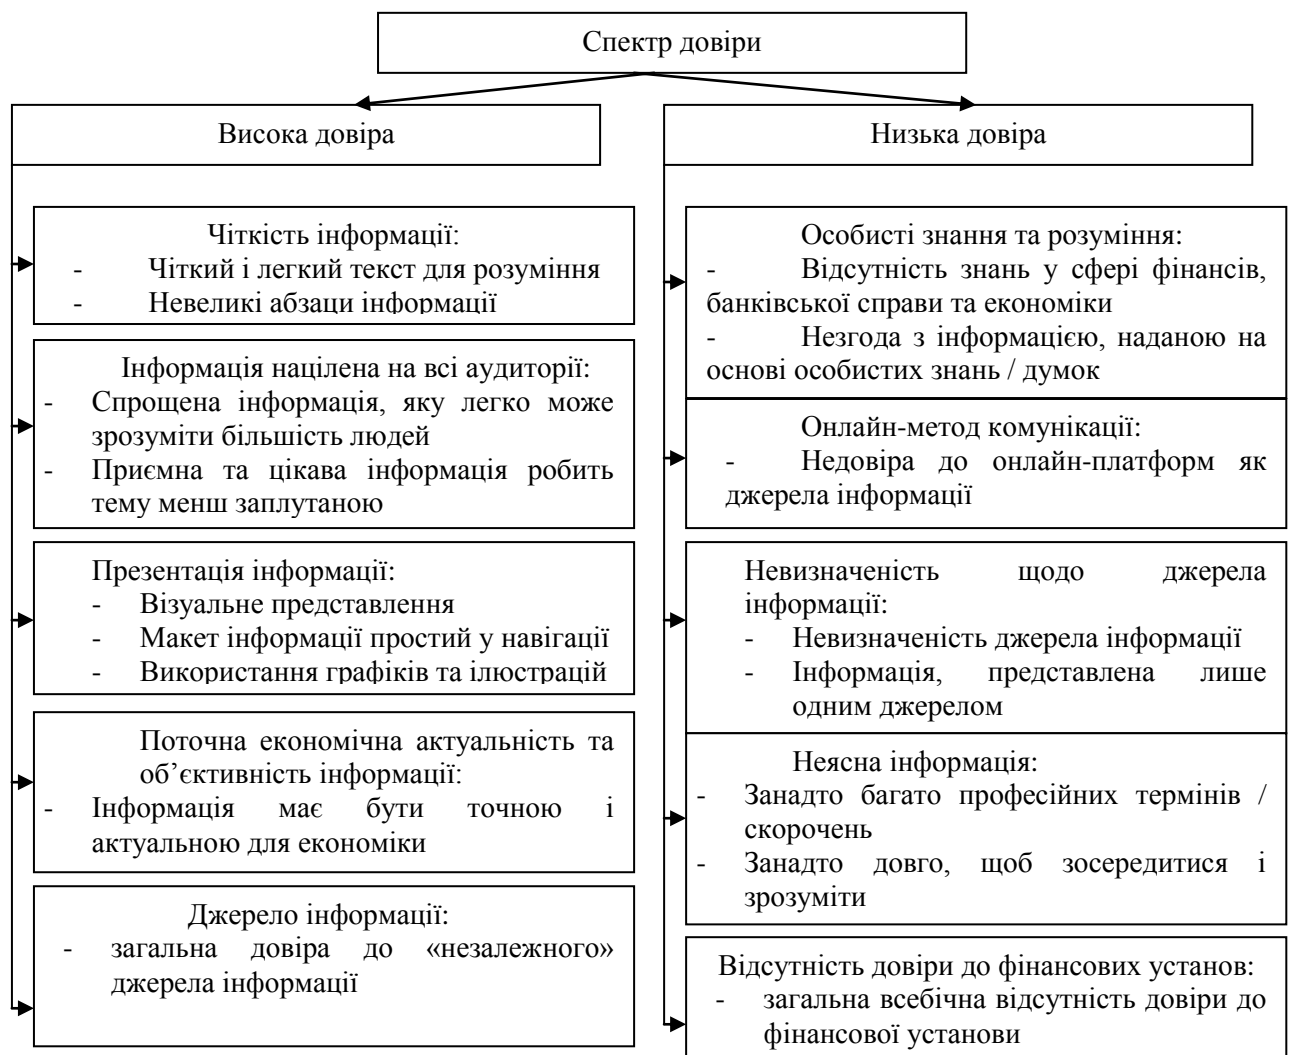 Спектр довіри
Висока довіра
Чіткість інформації:
- Чіткий і легкий текст для розуміння
- Невеликі абзаци інформації
Інформація націлена на всі аудиторії:
- Спрощена інформація, яку легко може
зрозуміти більшість людей
- Приємна та цікава інформація робить
тему менш заплутаною
Презентація інформації:
- Візуальне представлення
- Макет інформації простий у навігації
- Використання графіків та ілюстрацій
Поточна економічна актуальність та
об’єктивність інформації:
- Інформація має бути точною і
актуальною для економіки
Джерело інформації:
- загальна довіра до «незалежного»
джерела інформації
Низька довіра
Особисті знання та розуміння:
- Відсутність знань у сфері фінансів,
банківської справи та економіки
- Незгода з інформацією, наданою на
основі особистих знань / думок
Онлайн-метод комунікації:
- Недовіра до онлайн-платформ як
джерела інформації
Невизначеність щодо джерела
інформації:
- Невизначеність джерела інформації
- Інформація, представлена лише
одним джерелом
Неясна інформація:
- Занадто багато професійних термінів /
скорочень
- Занадто довго, щоб зосередитися і
зрозуміти
Відсутність довіри до фінансових установ:
- загальна всебічна відсутність довіри до
фінансової установи